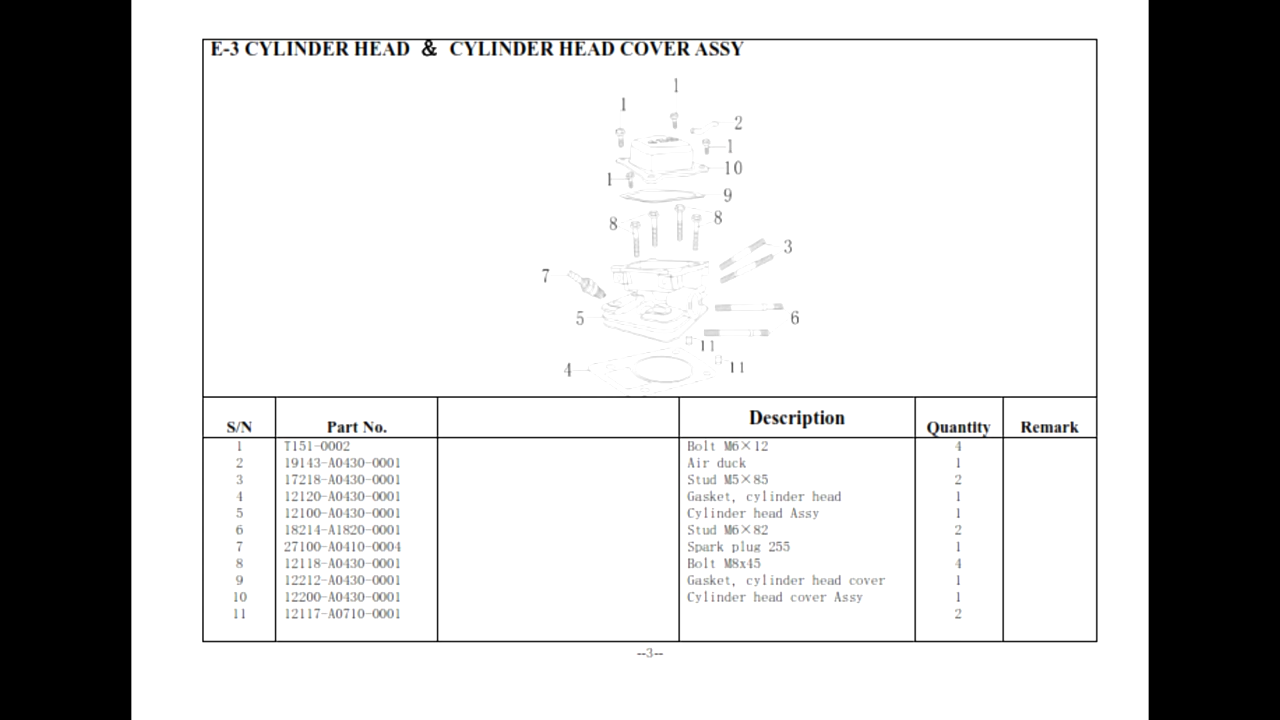 E-3 CYLINDER HEAD & CYLINDER HEAD COVER ASSY
1
1
2
1
10
1
9
8
8
3
7
5
6
11
11
4
S/N Part No. Description Quantity Remark
1 T151-0002 Bolt M6×12 4
2 19143-A0430-0001 Air duck 1
3 17218-A0430-0001 Stud M5×85 2
4 12120-A0430-0001 Gasket, cylinder head 1
5 12100-A0430-0001 Cylinder head Assy 1
6 18214-A1820-0001 Stud M6×82 2
7 27100-A0410-0004 Spark plug 255 1
8 12118-A0430-0001 Bolt M8x45 4
9 12212-A0430-0001 Gasket, cylinder head cover 1
10 12200-A0430-0001 Cylinder head cover Assy 1
11 12117-A0710-0001 2
--3--